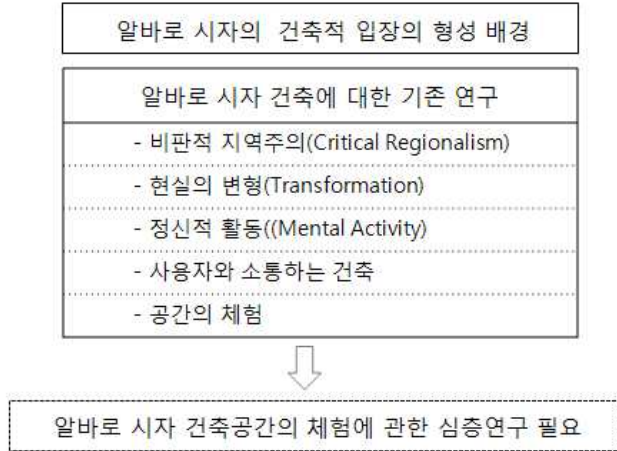 알바로 시자의 건축적 입장의 형성 배경
알바로 시자 건축에 대한 기존 연구
- 비판적 지역주의(Critical Regionalism)
- 현실의 변형(Transformation)
- 정신적 활동((Mental Activity)
- 사용자와 소통하는 건축
- 공간의 체험
알바로 시자 건축공간의 체험에 관한 심층연구 필요